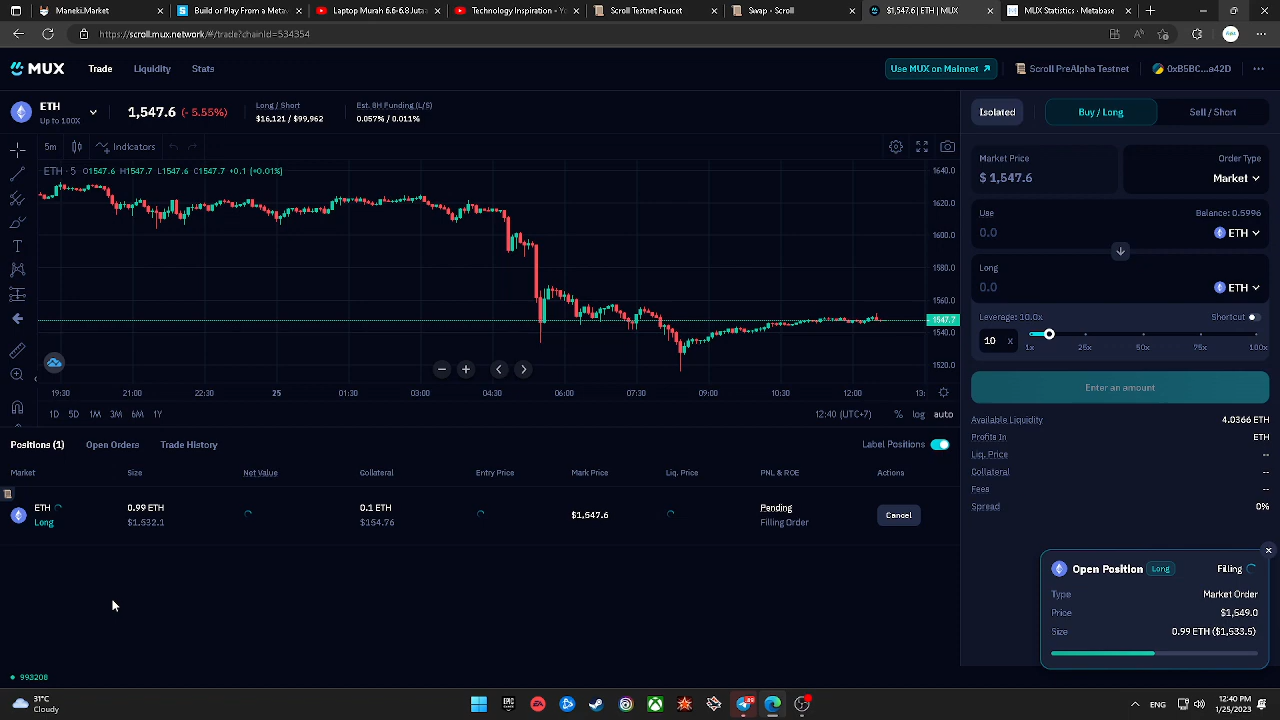 Maneki.Market
Build or Play From a Metav
Laptop Murah 6.6-6.8Juta
Technology Inspiration - Yo
Scroll Testnet Faucet
Swap • Scroll
$1,547.6 | ETH | MUX
MUX Statistics · Metabase
https://scroll.mux.network/#/trade?chainId=534354
MUX
Trade
Liquidity
Stats
Use MUX on Mainnet
Scroll PreAlpha Testnet
0xB5BC...a42D
ETH
Up to 100X
1,547.6 (- 5.55%)
Long / Short
$16,121 / $99,962
Est. 8H Funding (L/S)
0.057% / 0.011%
Isolated
Buy / Long
Sell / Short
5m
Indicators
ETH · 5 O1547.6 H1547.7 L1547.6 C1547.7 +0.1 (+0.01%)
1640.0
1620.0
1600.0
1580.0
1560.0
1547.7
1540.0
1520.0
19:30
21:00
22:30
25
01:30
03:00
04:30
06:00
07:30
09:00
10:30
12:00
13:
1D
5D
1M
3M
6M
1Y
12:40 (UTC+7)
%
log
auto
Market Price
$ 1,547.6
Order Type
Market
Use
Balance: 0.5996
0.0
ETH
Long
0.0
ETH
Leverage: 10.0x
Shortcut
10 x
1x
25x
50x
75x
100x
Enter an amount
Available Liquidity
4.0366 ETH
Profits In
ETH
Liq. Price
--
Collateral
--
Fees
--
Spread
0%
Positions (1)
Open Orders
Trade History
Label Positions
Market
Size
Net Value
Collateral
Entry Price
Mark Price
Liq. Price
PNL & ROE
Actions
ETH
Long
0.99 ETH
$1,532.1
0.1 ETH
$154.76
$1,547.6
Pending
Filling Order
Cancel
Open Position
Long
Filling
Type
Market Order
Price
$1,549.0
Size
0.99 ETH ($1,533.5)
993208
31°C
Cloudy
ENG
12:40 PM
1/25/2023